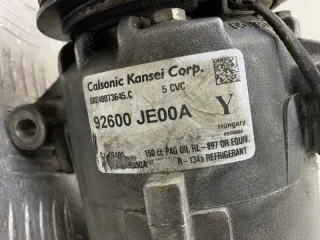 Calsonic Kansei Corp.
5 CVC
92600 JE00A Y
Hungary
150 cc PAG OIL RL-897 OR EQUIV.
R-134a REFRIGERANT